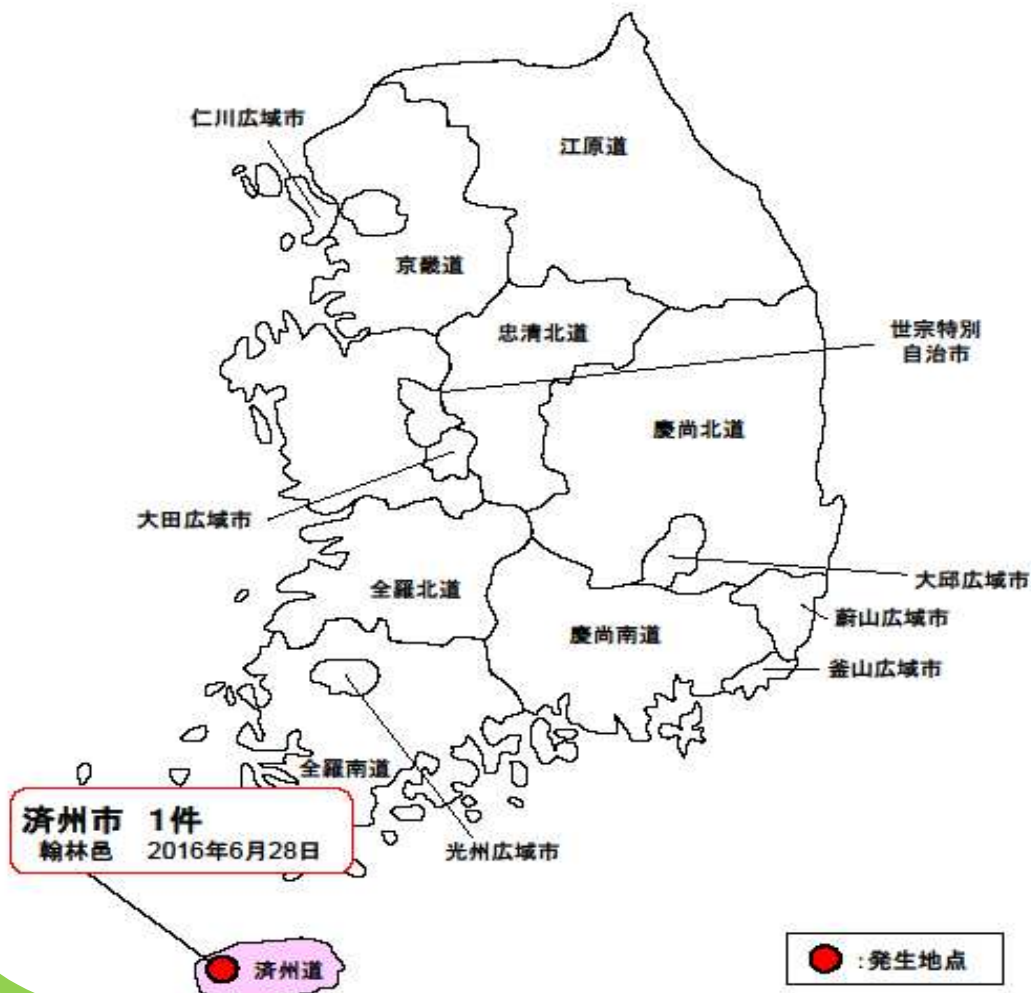 仁川広域市
江原道
京畿道
忠清北道
世宗特別
自治市
慶尚北道
大田広域市
大邱広域市
全羅北道
蔚山広域市
慶尚南道
釜山広域市
全羅南道
済州市 1件
翰林邑 2016年6月28日
光州広域市
済州道
:発生地点